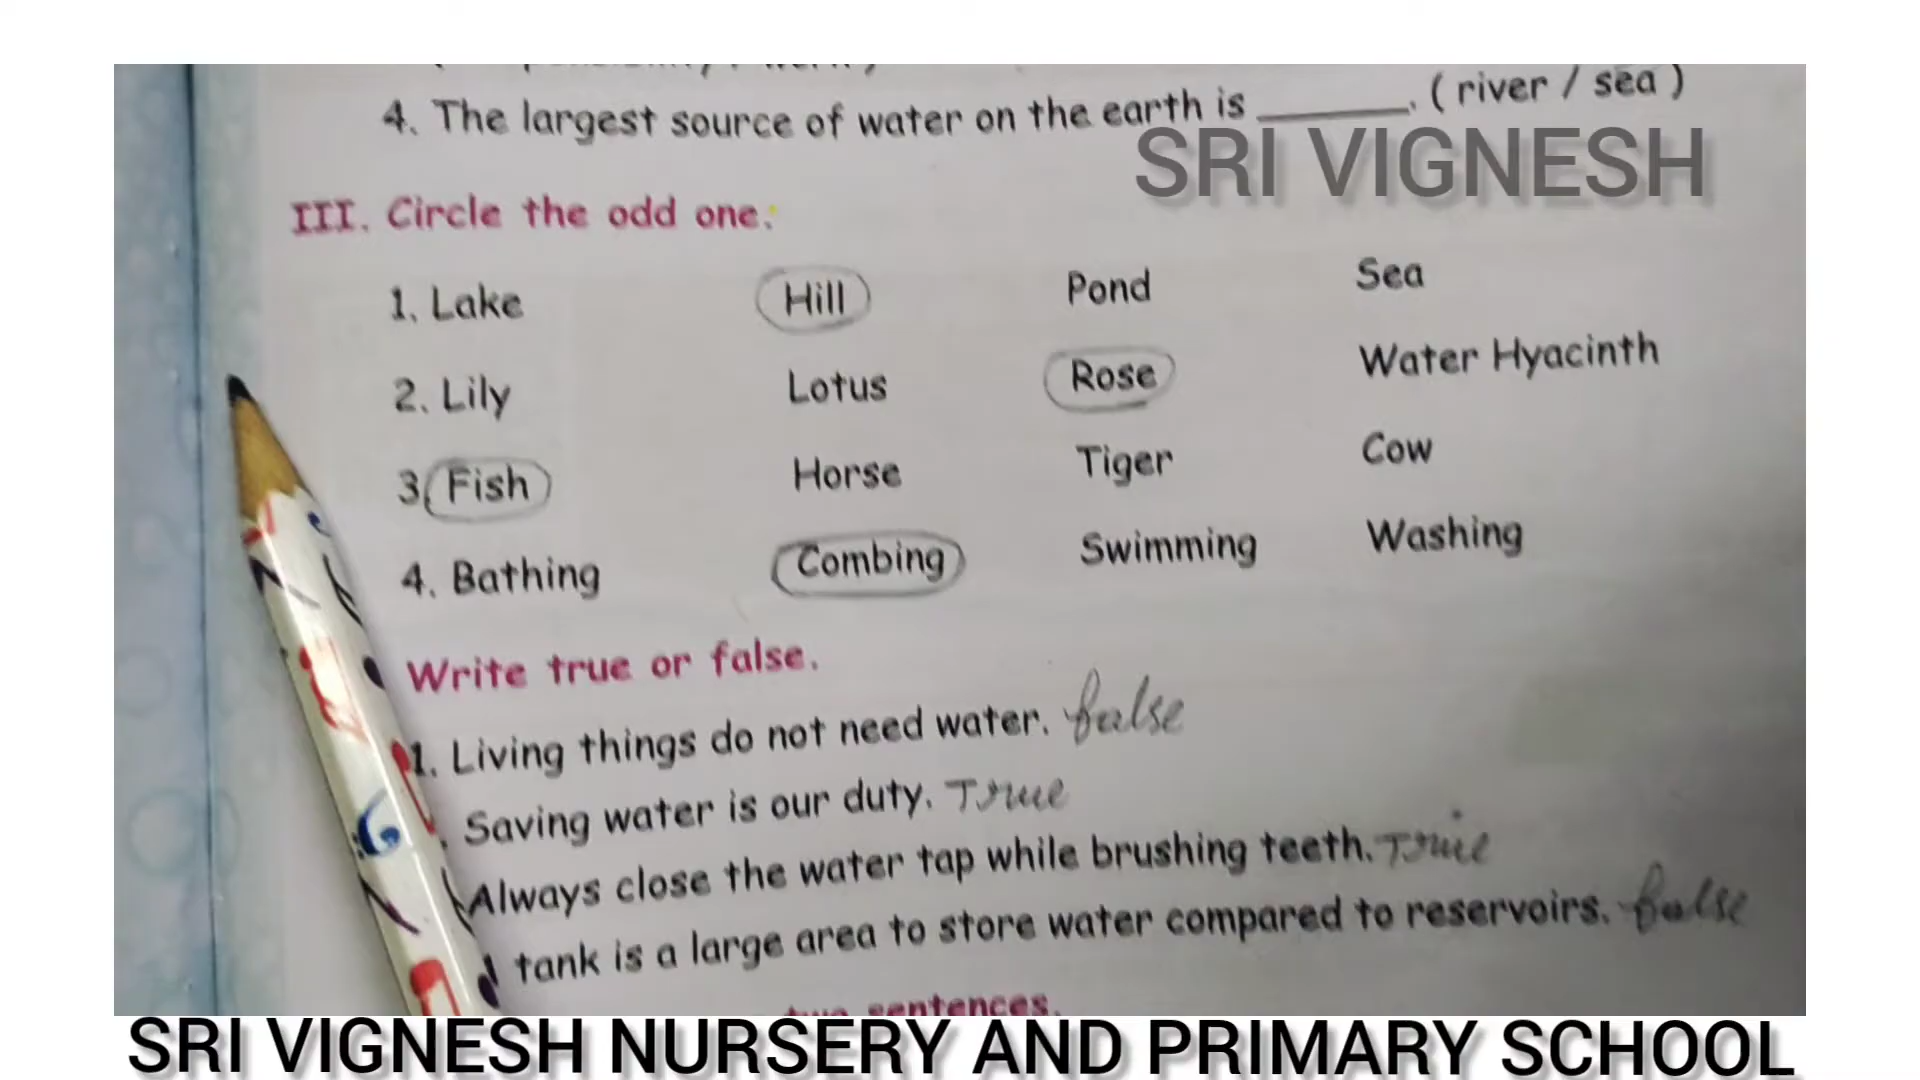 4. The largest source of water on the earth is ______. ( river / sea )
SRI VIGNESH
III. Circle the odd one:
1. Lake Hill Pond Sea
2. Lily Lotus Rose Water Hyacinth
3. Fish Horse Tiger Cow
4. Bathing Combing Swimming Washing
Write true or false.
1. Living things do not need water. false
. Saving water is our duty. True
Always close the water tap while brushing teeth. True
tank is a large area to store water compared to reservoirs. false
two sentences.
SRI VIGNESH NURSERY AND PRIMARY SCHOOL